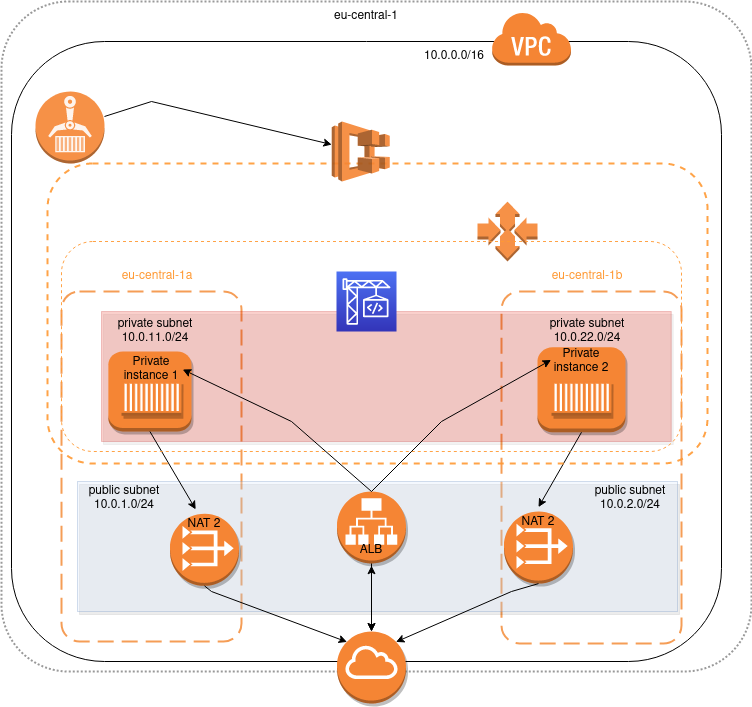 eu-central-1
VPC
10.0.0.0/16
eu-central-1a
eu-central-1b
</>
private subnet
10.0.11.0/24
private subnet
10.0.22.0/24
Private
instance 1
Private
instance 2
public subnet
10.0.1.0/24
public subnet
10.0.2.0/24
NAT 2
ALB
NAT 2